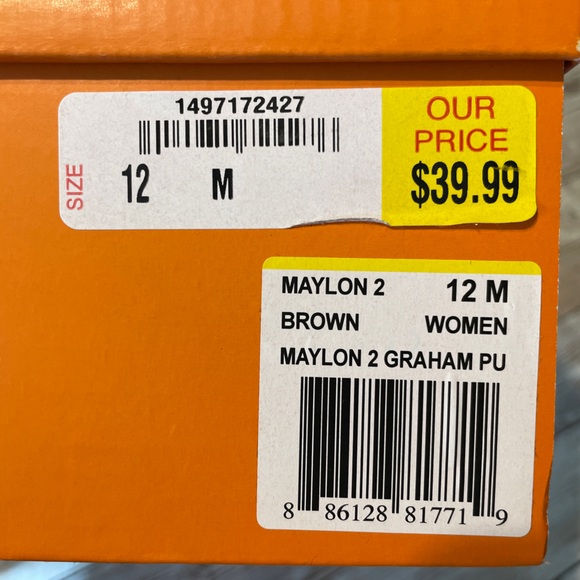 1497172427
SIZE
12 M
OUR
PRICE
$39.99
MAYLON 2 12 M
BROWN WOMEN
MAYLON 2 GRAHAM PU
8 86128 81771 9